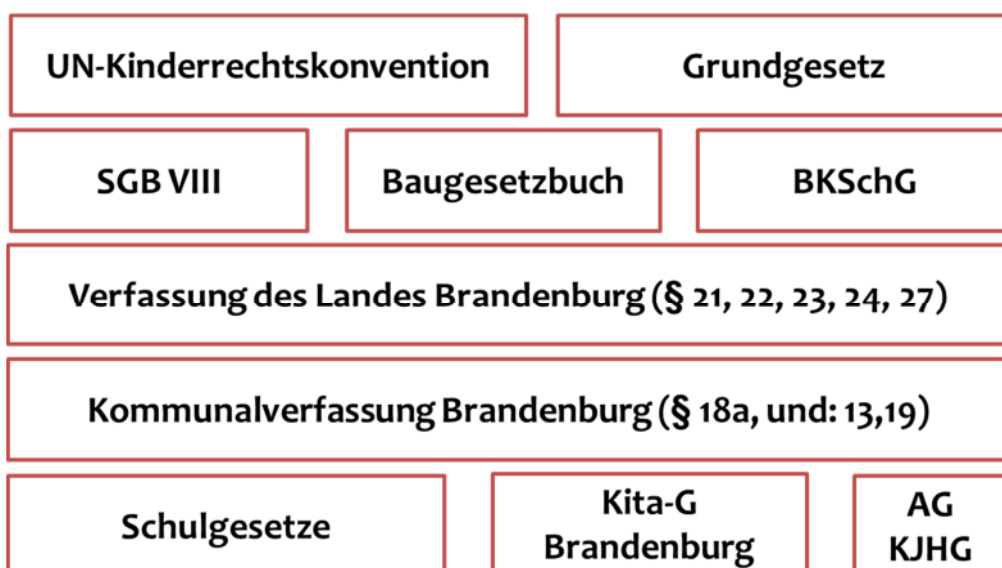 UN-Kinderrechtskonvention
Grundgesetz
SGB VIII
Baugesetzbuch
BKSchG
Verfassung des Landes Brandenburg (§ 21, 22, 23, 24, 27)
Kommunalverfassung Brandenburg (§ 18a, und: 13,19)
Schulgesetze
Kita-G
Brandenburg
AG
KJHG